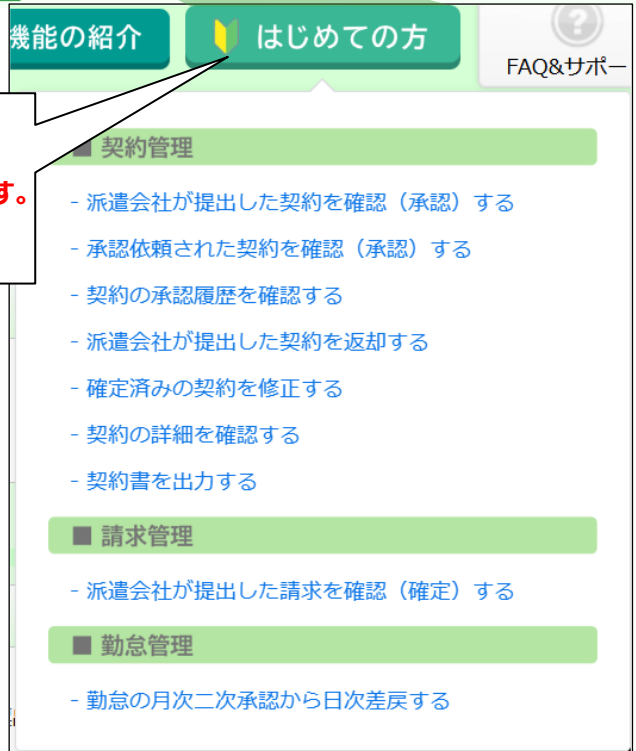 機能の紹介
はじめての方
FAQ&サポー
す。
■ 契約管理
- 派遣会社が提出した契約を確認（承認）する
- 承認依頼された契約を確認（承認）する
- 契約の承認履歴を確認する
- 派遣会社が提出した契約を返却する
- 確定済みの契約を修正する
- 契約の詳細を確認する
- 契約書を出力する
■ 請求管理
- 派遣会社が提出した請求を確認（確定）する
■ 勤怠管理
- 勤怠の月次二次承認から日次差戻する